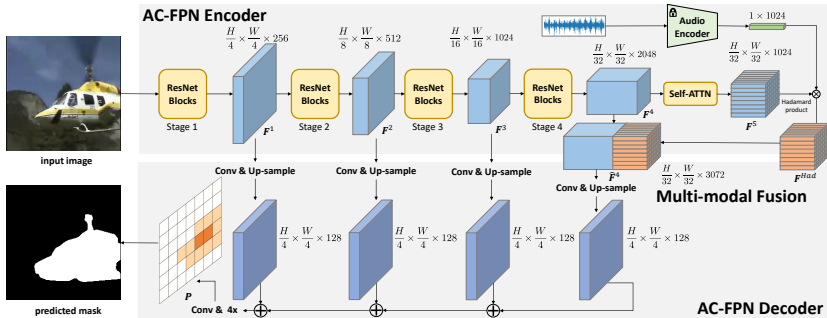 AC-FPN Encoder
H/4 × W/4 × 256
H/8 × W/8 × 512
H/16 × W/16 × 1024
H/32 × W/32 × 2048
Audio Encoder
1 × 1024
H/32 × W/32 × 1024
ResNet Blocks
Stage 1
F^1
ResNet Blocks
Stage 2
F^2
ResNet Blocks
Stage 3
F^3
ResNet Blocks
Stage 4
F^4
Self-ATTN
F^5
Hadamard product
F^Had
input image
F̂^4
H/32 × W/32 × 3072
Multi-modal Fusion
Conv & Up-sample
Conv & Up-sample
Conv & Up-sample
Conv & Up-sample
H/4 × W/4 × 128
H/4 × W/4 × 128
H/4 × W/4 × 128
H/4 × W/4 × 128
P
Conv & 4x
predicted mask
AC-FPN Decoder